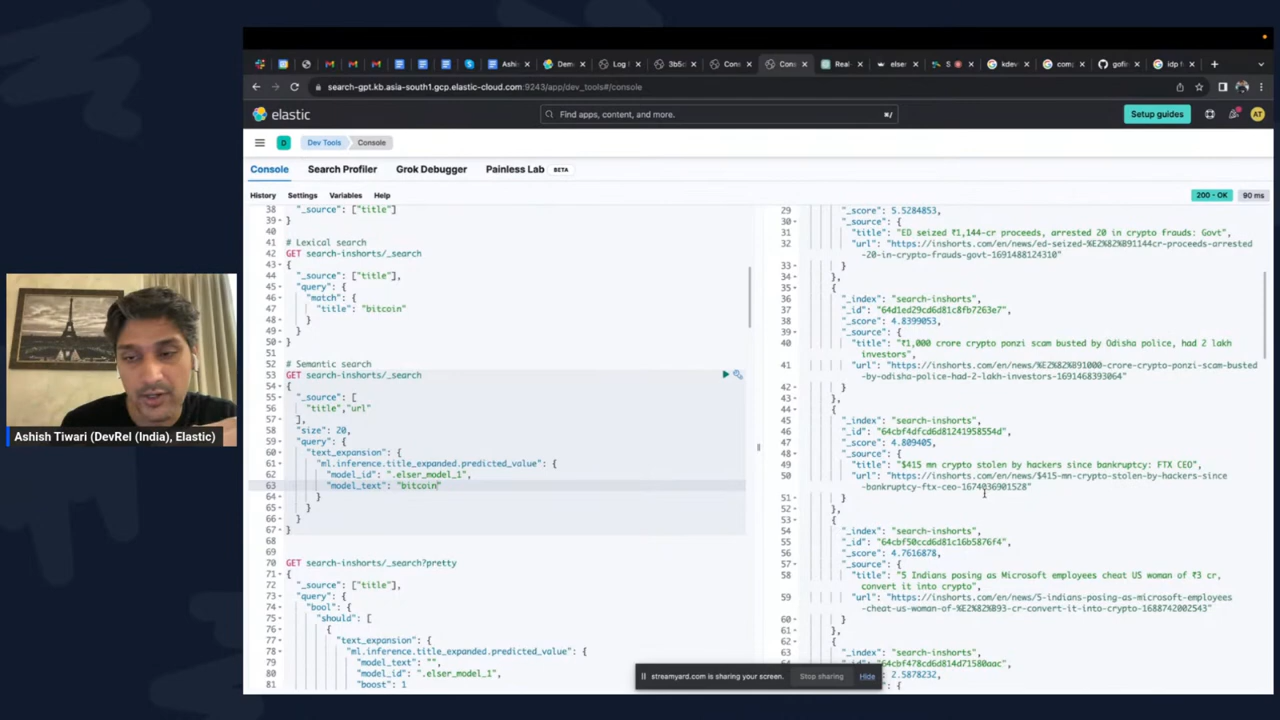 Ashis
Dem
Log I
3b5d
Con
Con
Real-
elser
S
kdev
com
gofin
idp f
search-gpt.kb.asia-south1.gcp.elastic-cloud.com:9243/app/dev_tools#/console
elastic
Find apps, content, and more.
⌘/
Setup guides
AT
D
Dev Tools
Console
Console
Search Profiler
Grok Debugger
Painless Lab
BETA
History
Settings
Variables
Help
200 - OK
90 ms
38 "_source": ["title"]
39 }
40
41 # Lexical search
42 GET search-inshorts/_search
43 {
44 "_source": ["title"],
45 "query": {
46 "match": {
47 "title": "bitcoin"
48 }
49 }
50 }
51
52 # Semantic search
53 GET search-inshorts/_search
54 {
55 "_source": [
56 "title","url"
57 ],
58 "size": 20,
59 "query": {
60 "text_expansion": {
61 "ml.inference.title_expanded.predicted_value": {
62 "model_id": ".elser_model_1",
63 "model_text": "bitcoin"
64 }
65 }
66 }
67 }
68
69
70 GET search-inshorts/_search?pretty
71 {
72 "_source": ["title"],
73 "query": {
74 "bool": {
75 "should": [
76 {
77 "text_expansion": {
78 "ml.inference.title_expanded.predicted_value": {
79 "model_text": "",
80 "model_id": ".elser_model_1",
81 "boost": 1
29 "_score": 5.5284853,
30 "_source": {
31 "title": "ED seized ₹1,144-cr proceeds, arrested 20 in crypto frauds: Govt",
32 "url": "https://inshorts.com/en/news/ed-seized-%E2%82%B91144cr-proceeds-arrested
-20-in-crypto-frauds-govt-1691488124310"
33 }
34 },
35 {
36 "_index": "search-inshorts",
37 "_id": "64d1ed29cd6d81c8fb7263e7",
38 "_score": 4.8399053,
39 "_source": {
40 "title": "₹1,000 crore crypto ponzi scam busted by Odisha police, had 2 lakh
investors",
41 "url": "https://inshorts.com/en/news/%E2%82%B91000-crore-crypto-ponzi-scam-busted
-by-odisha-police-had-2-lakh-investors-1691468393064"
42 }
43 },
44 {
45 "_index": "search-inshorts",
46 "_id": "64cbf4dfcd6d81241958554d",
47 "_score": 4.809405,
48 "_source": {
49 "title": "$415 mn crypto stolen by hackers since bankruptcy: FTX CEO",
50 "url": "https://inshorts.com/en/news/$415-mn-crypto-stolen-by-hackers-since
-bankruptcy-ftx-ceo-1674036901528"
51 }
52 },
53 {
54 "_index": "search-inshorts",
55 "_id": "64cbf50ccd6d81c16b5876f4",
56 "_score": 4.7616878,
57 "_source": {
58 "title": "5 Indians posing as Microsoft employees cheat US woman of ₹3 cr,
convert it into crypto",
59 "url": "https://inshorts.com/en/news/5-indians-posing-as-microsoft-employees
-cheat-us-woman-of-%E2%82%B93-cr-convert-it-into-crypto-1688742002543"
60 }
61 },
62 {
63 "_index": "search-inshorts",
"64cbf478cd6d814d71580aac",
2.5878232,
{
Ashish Tiwari (DevRel (India), Elastic)
streamyard.com is sharing your screen.
Stop sharing
Hide